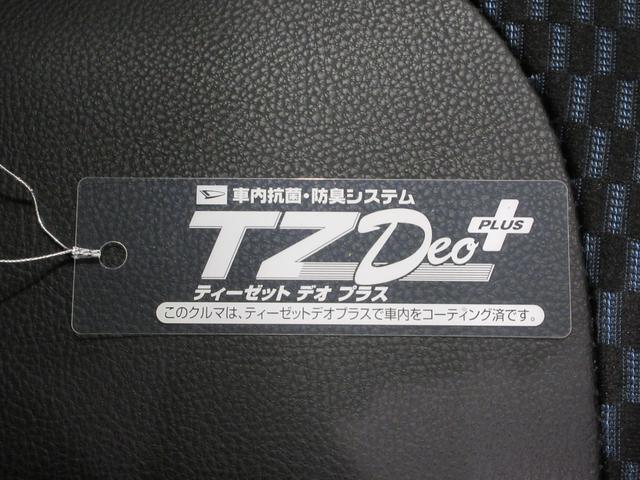 車内抗菌・防臭システム
TZDeo PLUS
ティーゼット デオ プラス
このクルマは、ティーゼットデオプラスで車内をコーティング済です。